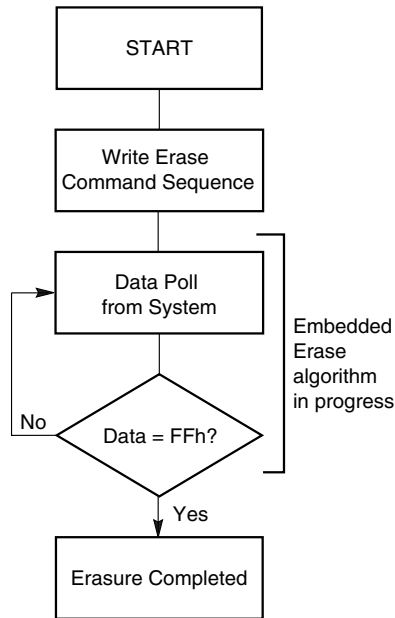 START
Write Erase
Command Sequence
Data Poll
from System
Embedded
Erase
algorithm
in progress
Data = FFh?
No
Yes
Erasure Completed